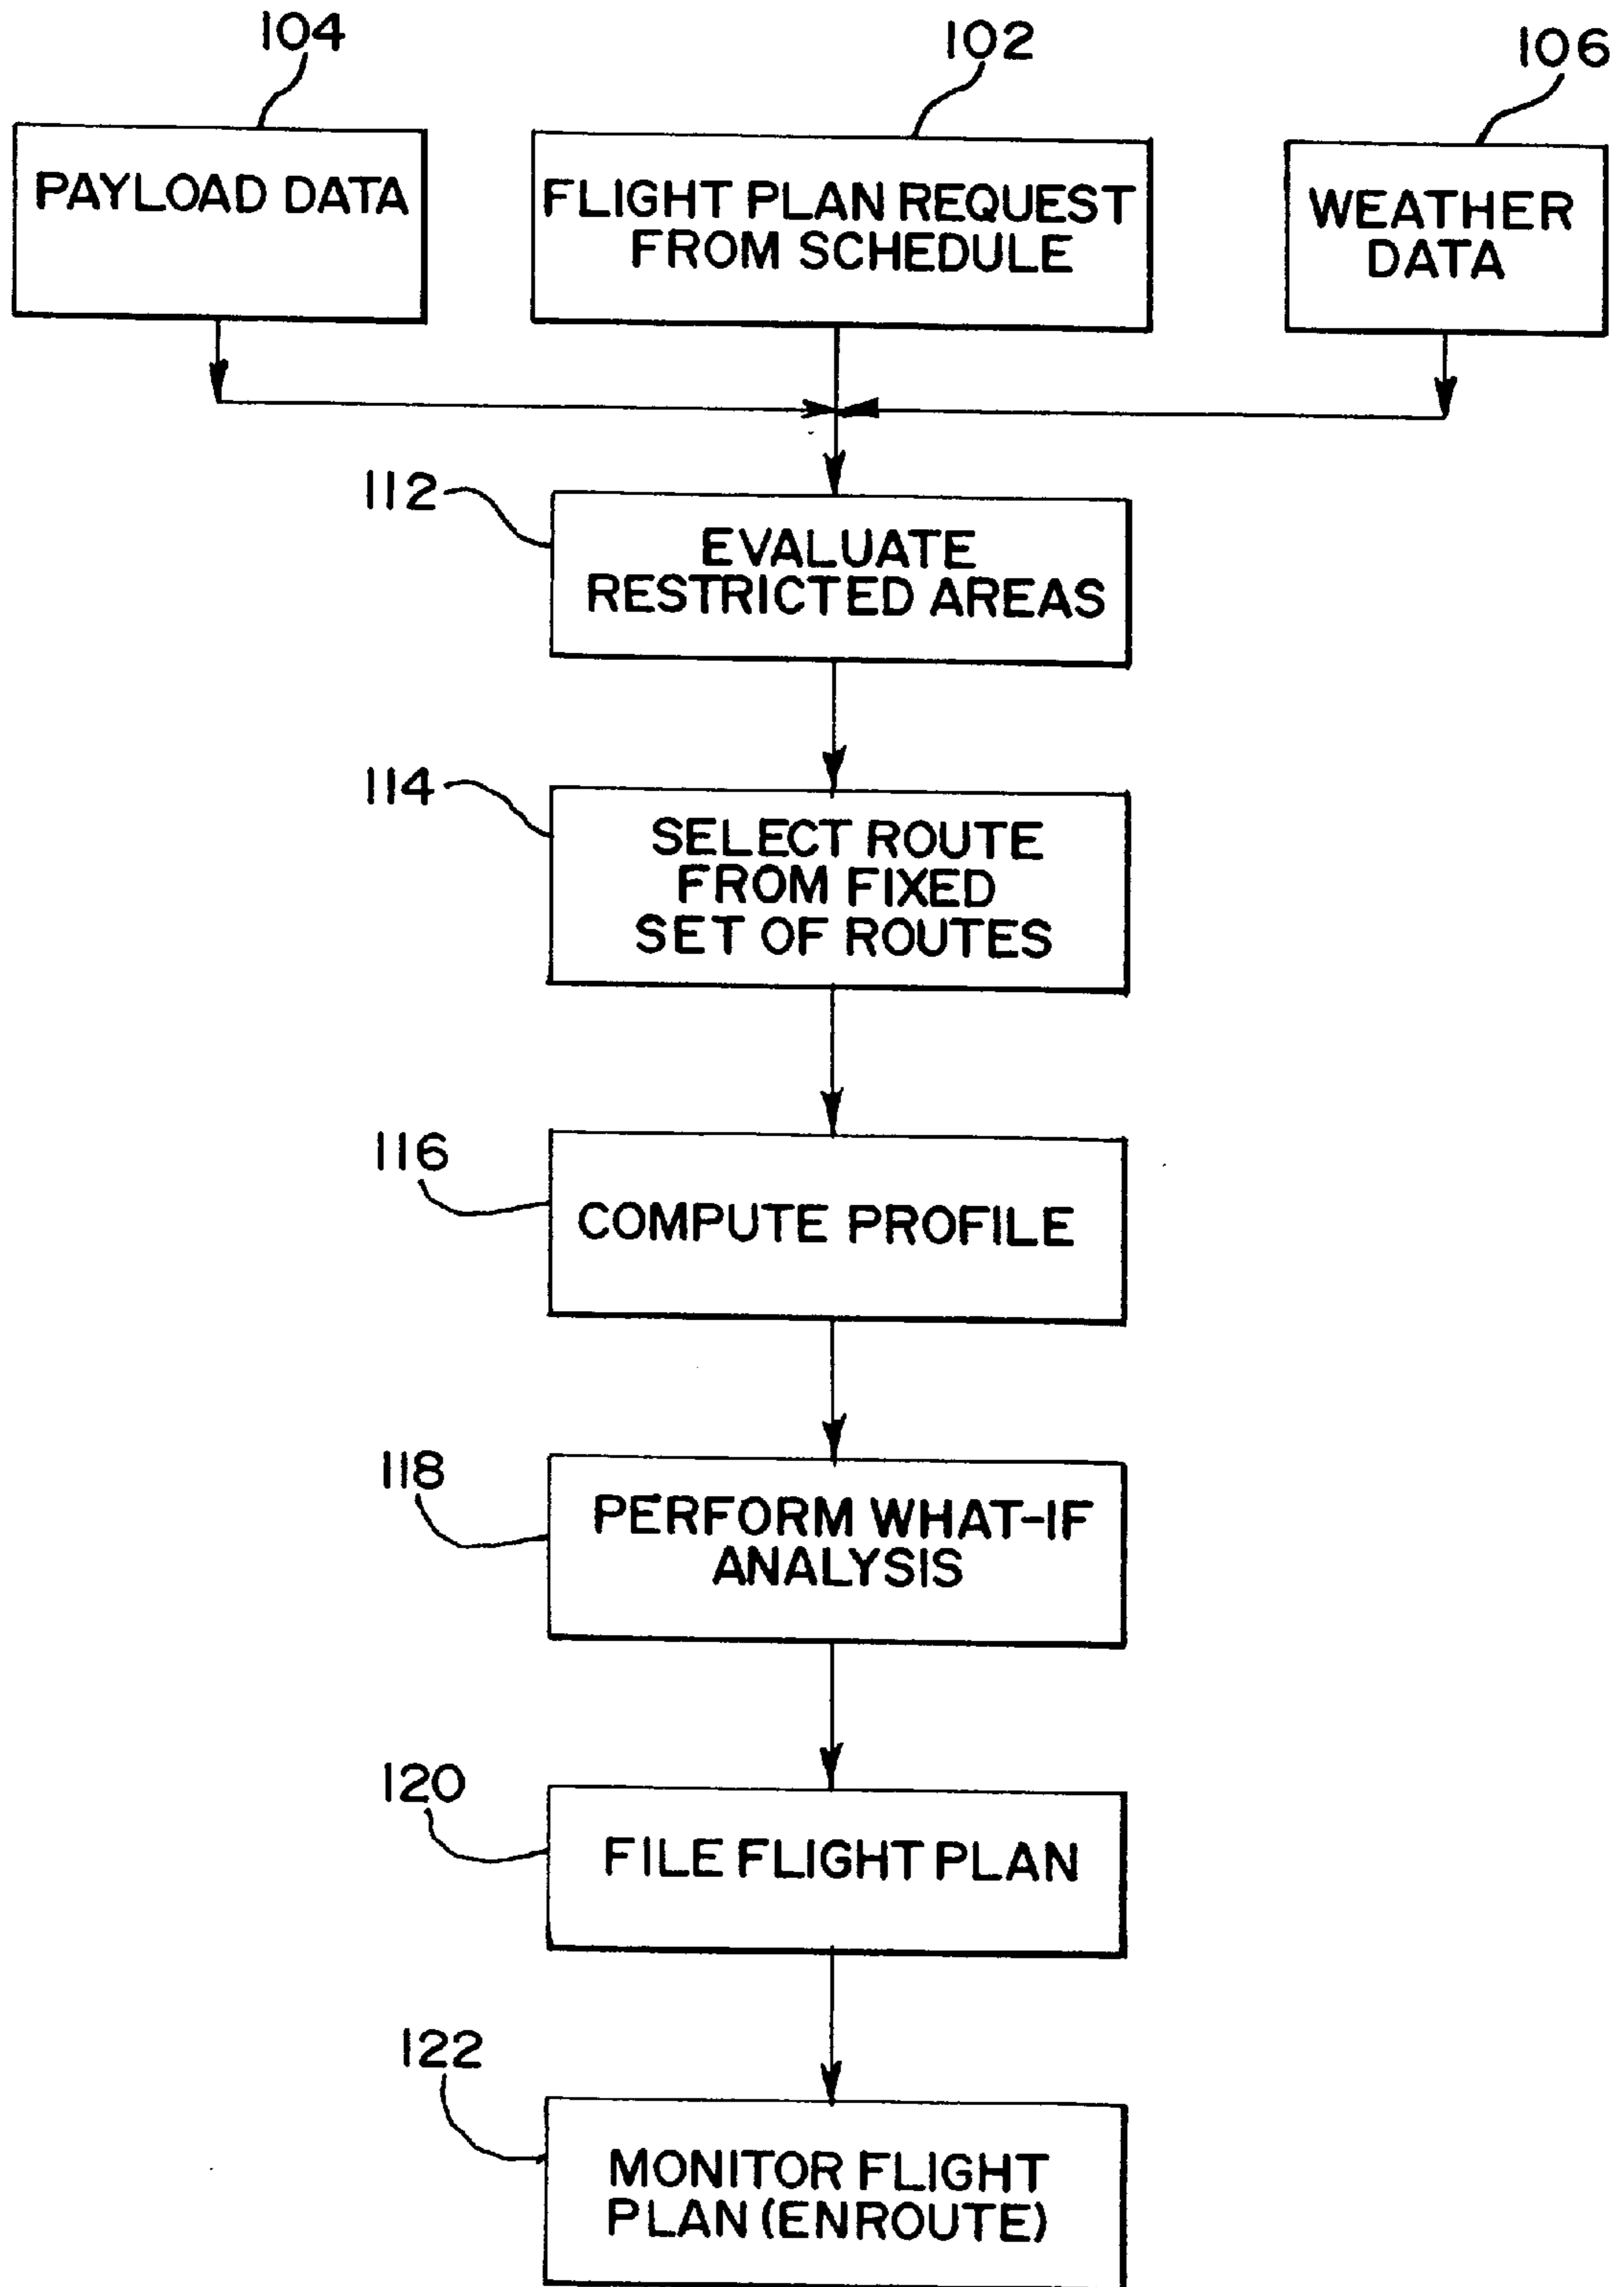 104
102
106
PAYLOAD DATA
FLIGHT PLAN REQUEST
FROM SCHEDULE
WEATHER
DATA
112
EVALUATE
RESTRICTED AREAS
114
SELECT ROUTE
FROM FIXED
SET OF ROUTES
116
COMPUTE PROFILE
118
PERFORM WHAT-IF
ANALYSIS
120
FILE FLIGHT PLAN
122
MONITOR FLIGHT
PLAN (ENROUTE)